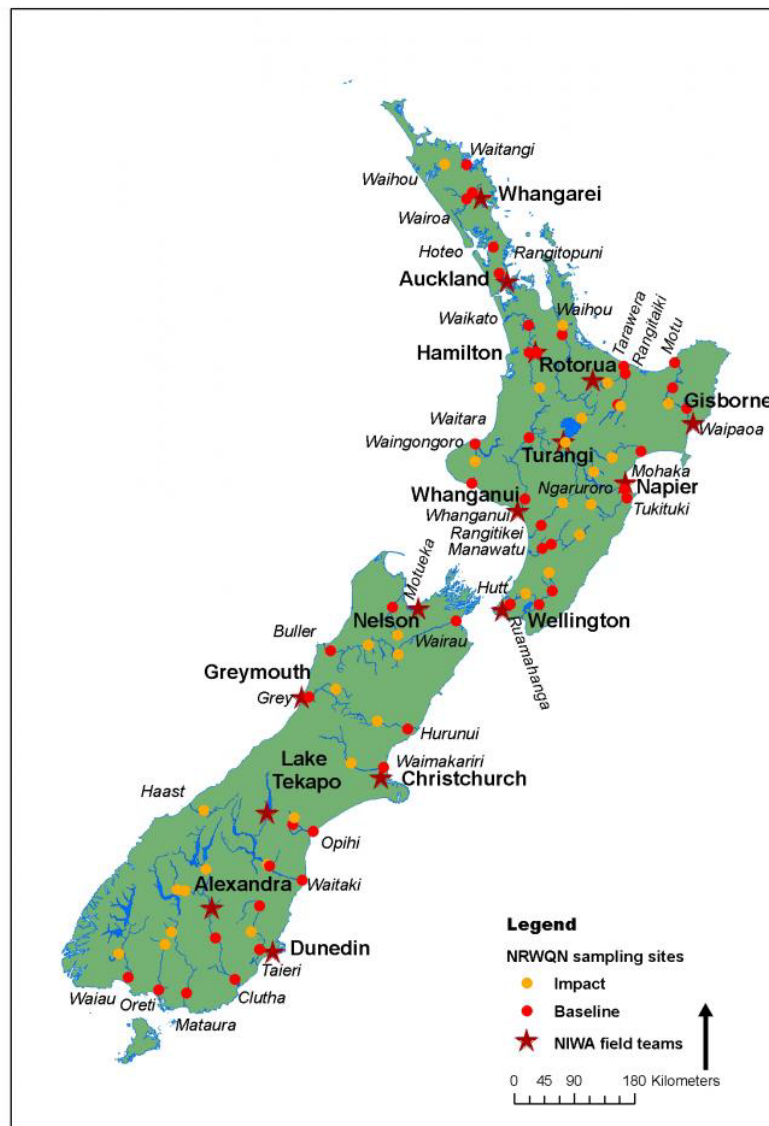 Waitangi
Waihou
Whangarei
Wairoa
Hoteo
Rangitopuni
Auckland
Waikato
Waihou
Tarawera
Rangitaiki
Motu
Hamilton
Rotorua
Gisborne
Waitara
Waipaoa
Waingongoro
Turangi
Mohaka
Whanganui
Ngaruroro
Napier
Whanganui
Tukituki
Rangitikei
Manawatu
Motueka
Hutt
Nelson
Wellington
Buller
Wairau
Ruamahanga
Greymouth
Grey
Hurunui
Lake
Tekapo
Waimakariri
Christchurch
Haast
Opihi
Alexandra
Waitaki
Dunedin
Taieri
Waiau
Oreti
Clutha
Mataura
Legend
NRWQN sampling sites
Impact
Baseline
NIWA field teams
0 45 90 180 Kilometers